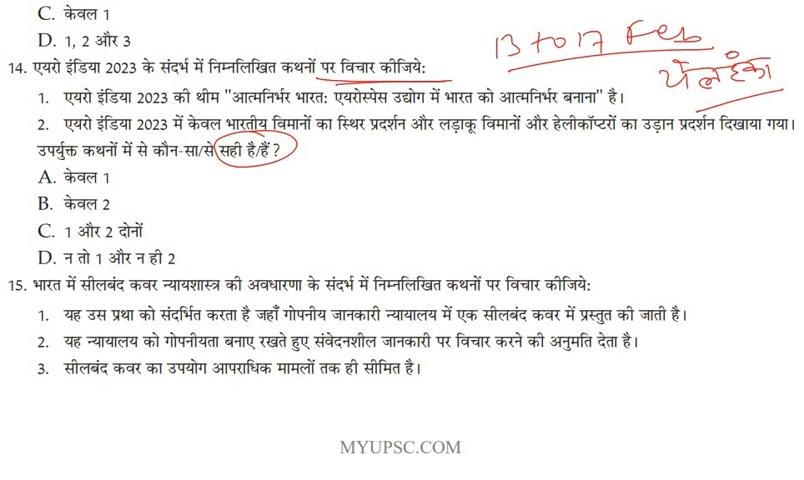 C. केवल 1
D. 1, 2 और 3
13 to 17 Feb
येलहंका
14. एयरो इंडिया 2023 के संदर्भ में निम्नलिखित कथनों पर विचार कीजिये:
1. एयरो इंडिया 2023 की थीम "आत्मनिर्भर भारत: एयरोस्पेस उद्योग में भारत को आत्मनिर्भर बनाना" है।
2. एयरो इंडिया 2023 में केवल भारतीय विमानों का स्थिर प्रदर्शन और लड़ाकू विमानों और हेलीकॉप्टरों का उड़ान प्रदर्शन दिखाया गया।
उपर्युक्त कथनों में से कौन-सा/से सही है/हैं ?
A. केवल 1
B. केवल 2
C. 1 और 2 दोनों
D. न तो 1 और न ही 2
15. भारत में सीलबंद कवर न्यायशास्त्र की अवधारणा के संदर्भ में निम्नलिखित कथनों पर विचार कीजिये:
1. यह उस प्रथा को संदर्भित करता है जहाँ गोपनीय जानकारी न्यायालय में एक सीलबंद कवर में प्रस्तुत की जाती है।
2. यह न्यायालय को गोपनीयता बनाए रखते हुए संवेदनशील जानकारी पर विचार करने की अनुमति देता है।
3. सीलबंद कवर का उपयोग आपराधिक मामलों तक ही सीमित है।
MYUPSC.COM